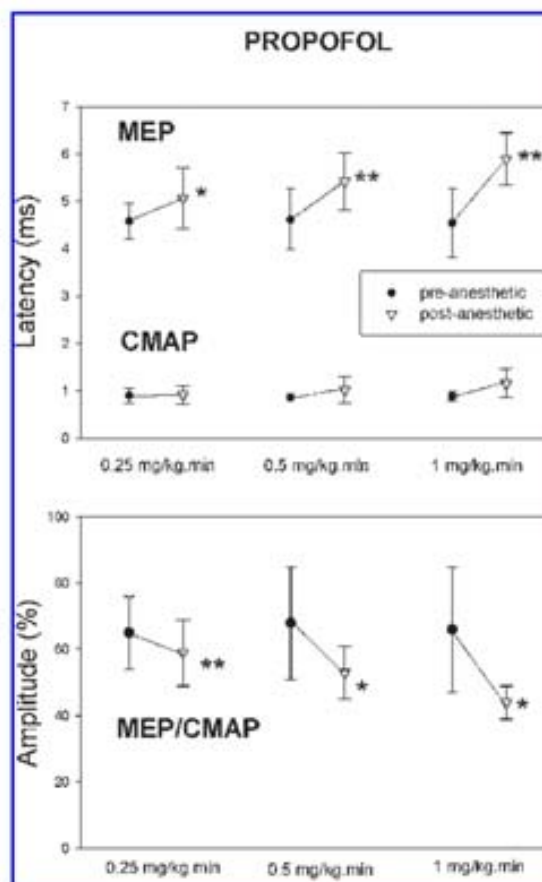 PROPOFOL
7
MEP
6
*
**
**
5
4
Latency (ms)
3
pre-anesthetic
post-anesthetic
2
CMAP
1
0
0.25 mg/kg.min 0.5 mg/kg.min 1 mg/kg.min
100
80
60
**
*
*
Amplitude (%)
40
MEP/CMAP
20
0
0.25 mg/kg.min 0.5 mg/kg.min 1 mg/kg.min